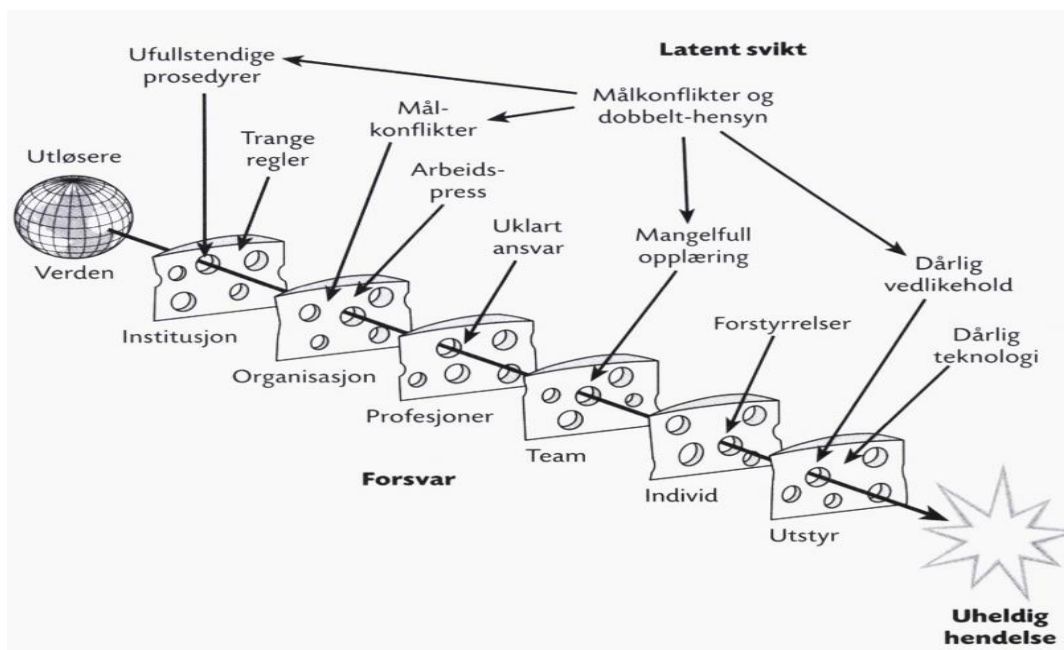 Latent svikt
Ufullstendige
prosedyrer
Målkonflikter og
dobbelt-hensyn
Mål-
konflikter
Trange
regler
Utløsere
Arbeids-
press
Uklart
ansvar
Mangelfull
opplæring
Verden
Dårlig
vedlikehold
Forstyrrelser
Dårlig
teknologi
Institusjon
Organisasjon
Profesjoner
Team
Forsvar
Individ
Utstyr
Uheldig
hendelse